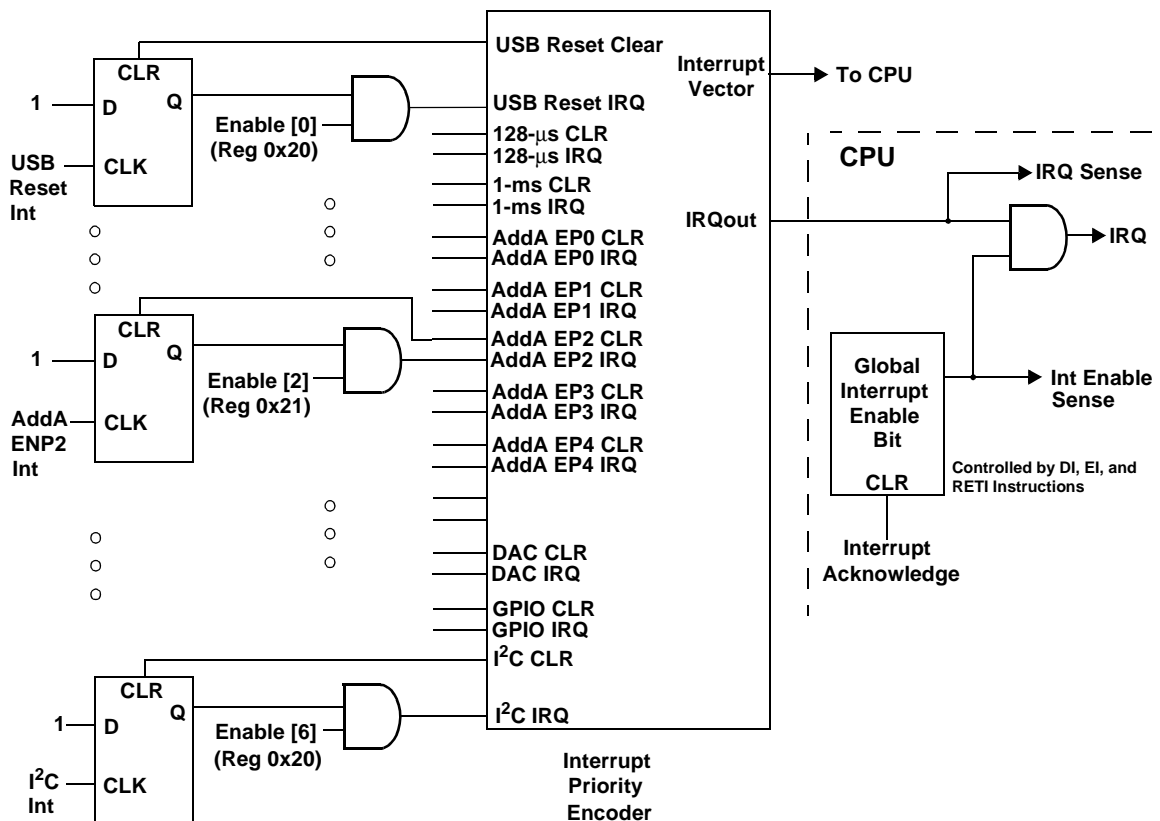 CLR
1
D
Q
USB
Reset
Int
CLK
Enable [0]
(Reg 0x20)
CLR
1
D
Q
AddA
ENP2
Int
CLK
Enable [2]
(Reg 0x21)
CLR
1
D
Q
I²C
Int
CLK
Enable [6]
(Reg 0x20)
USB Reset Clear
USB Reset IRQ
128-μs CLR
128-μs IRQ
1-ms CLR
1-ms IRQ
AddA EP0 CLR
AddA EP0 IRQ
AddA EP1 CLR
AddA EP1 IRQ
AddA EP2 CLR
AddA EP2 IRQ
AddA EP3 CLR
AddA EP3 IRQ
AddA EP4 CLR
AddA EP4 IRQ
DAC CLR
DAC IRQ
GPIO CLR
GPIO IRQ
I²C CLR
I²C IRQ
Interrupt
Vector
IRQout
Interrupt
Priority
Encoder
To CPU
CPU
IRQ Sense
IRQ
Global
Interrupt
Enable
Bit
CLR
Int Enable
Sense
Controlled by DI, EI, and
RETI Instructions
Interrupt
Acknowledge